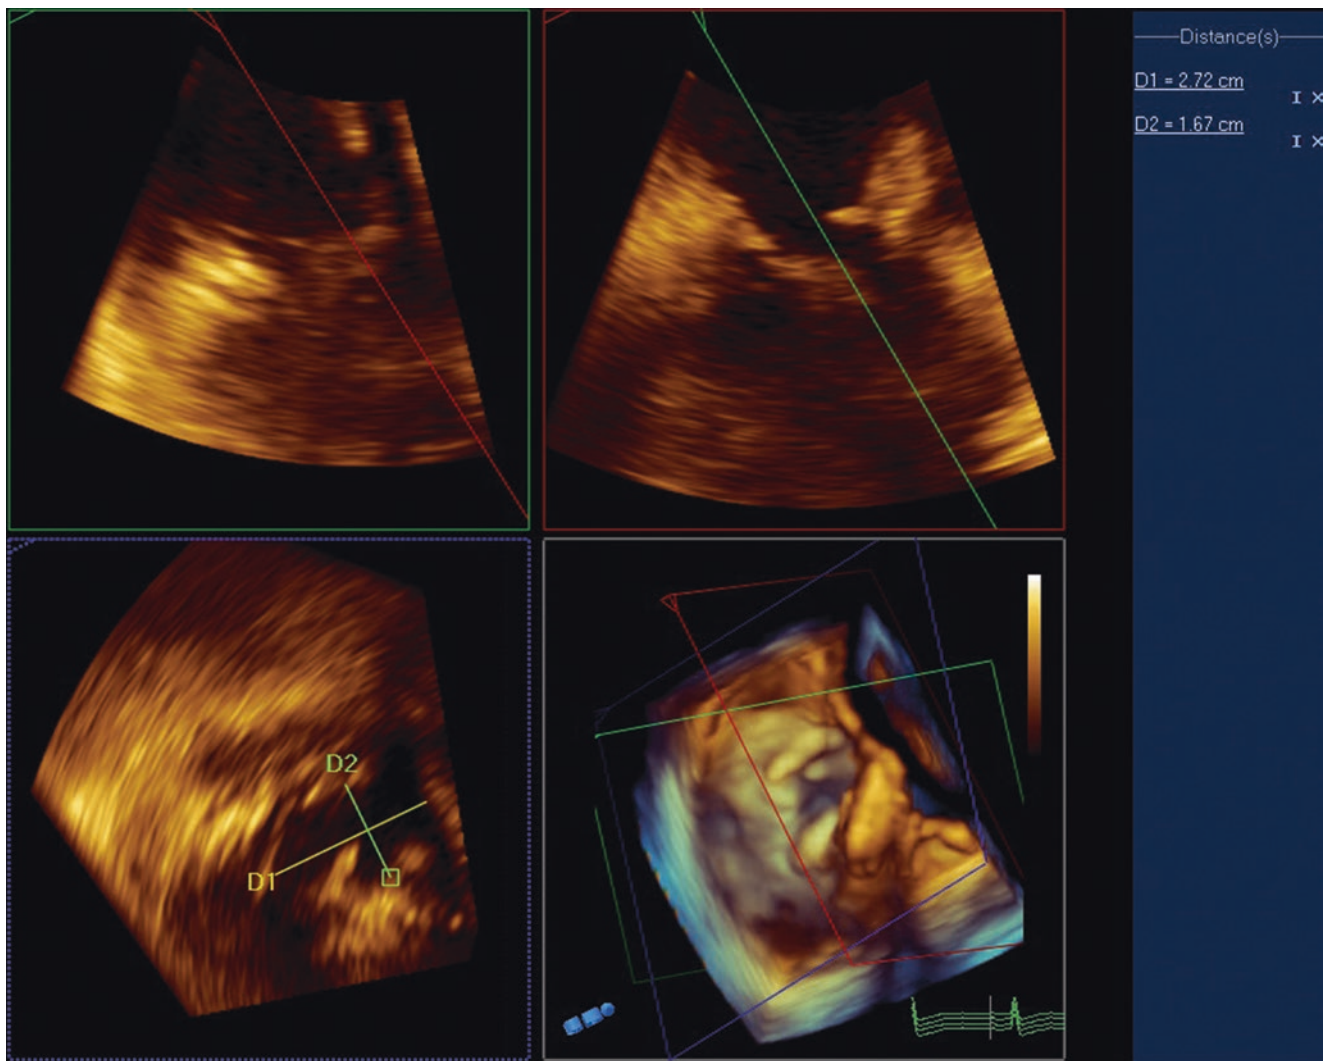 Distance(s)
D1 = 2.72 cm
I X
D2 = 1.67 cm
I X
D2
D1